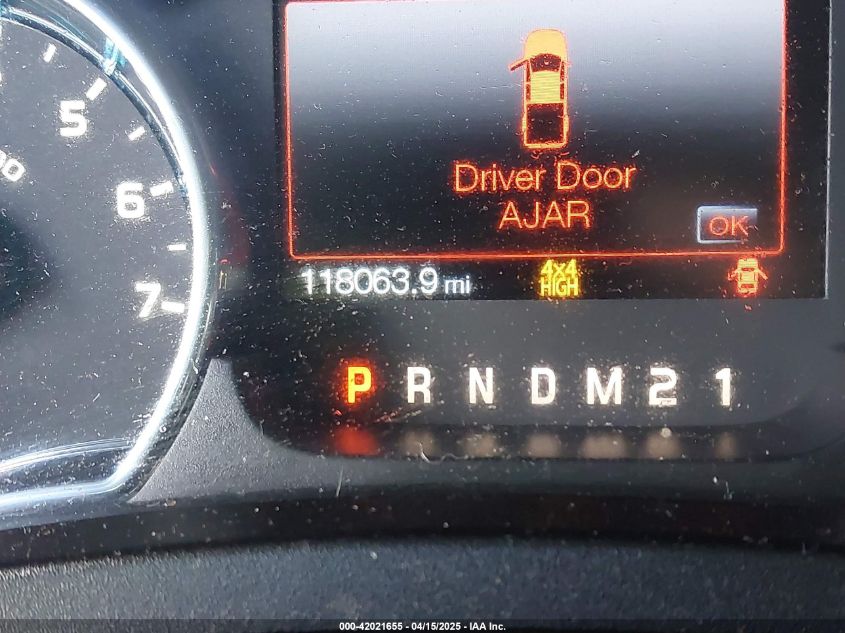 5
6
7
Driver Door
AJAR
OK
118063.9 mi
4x4
HIGH
P R N D M 2 1
000-42021655 - 04/15/2025 - IAA Inc.